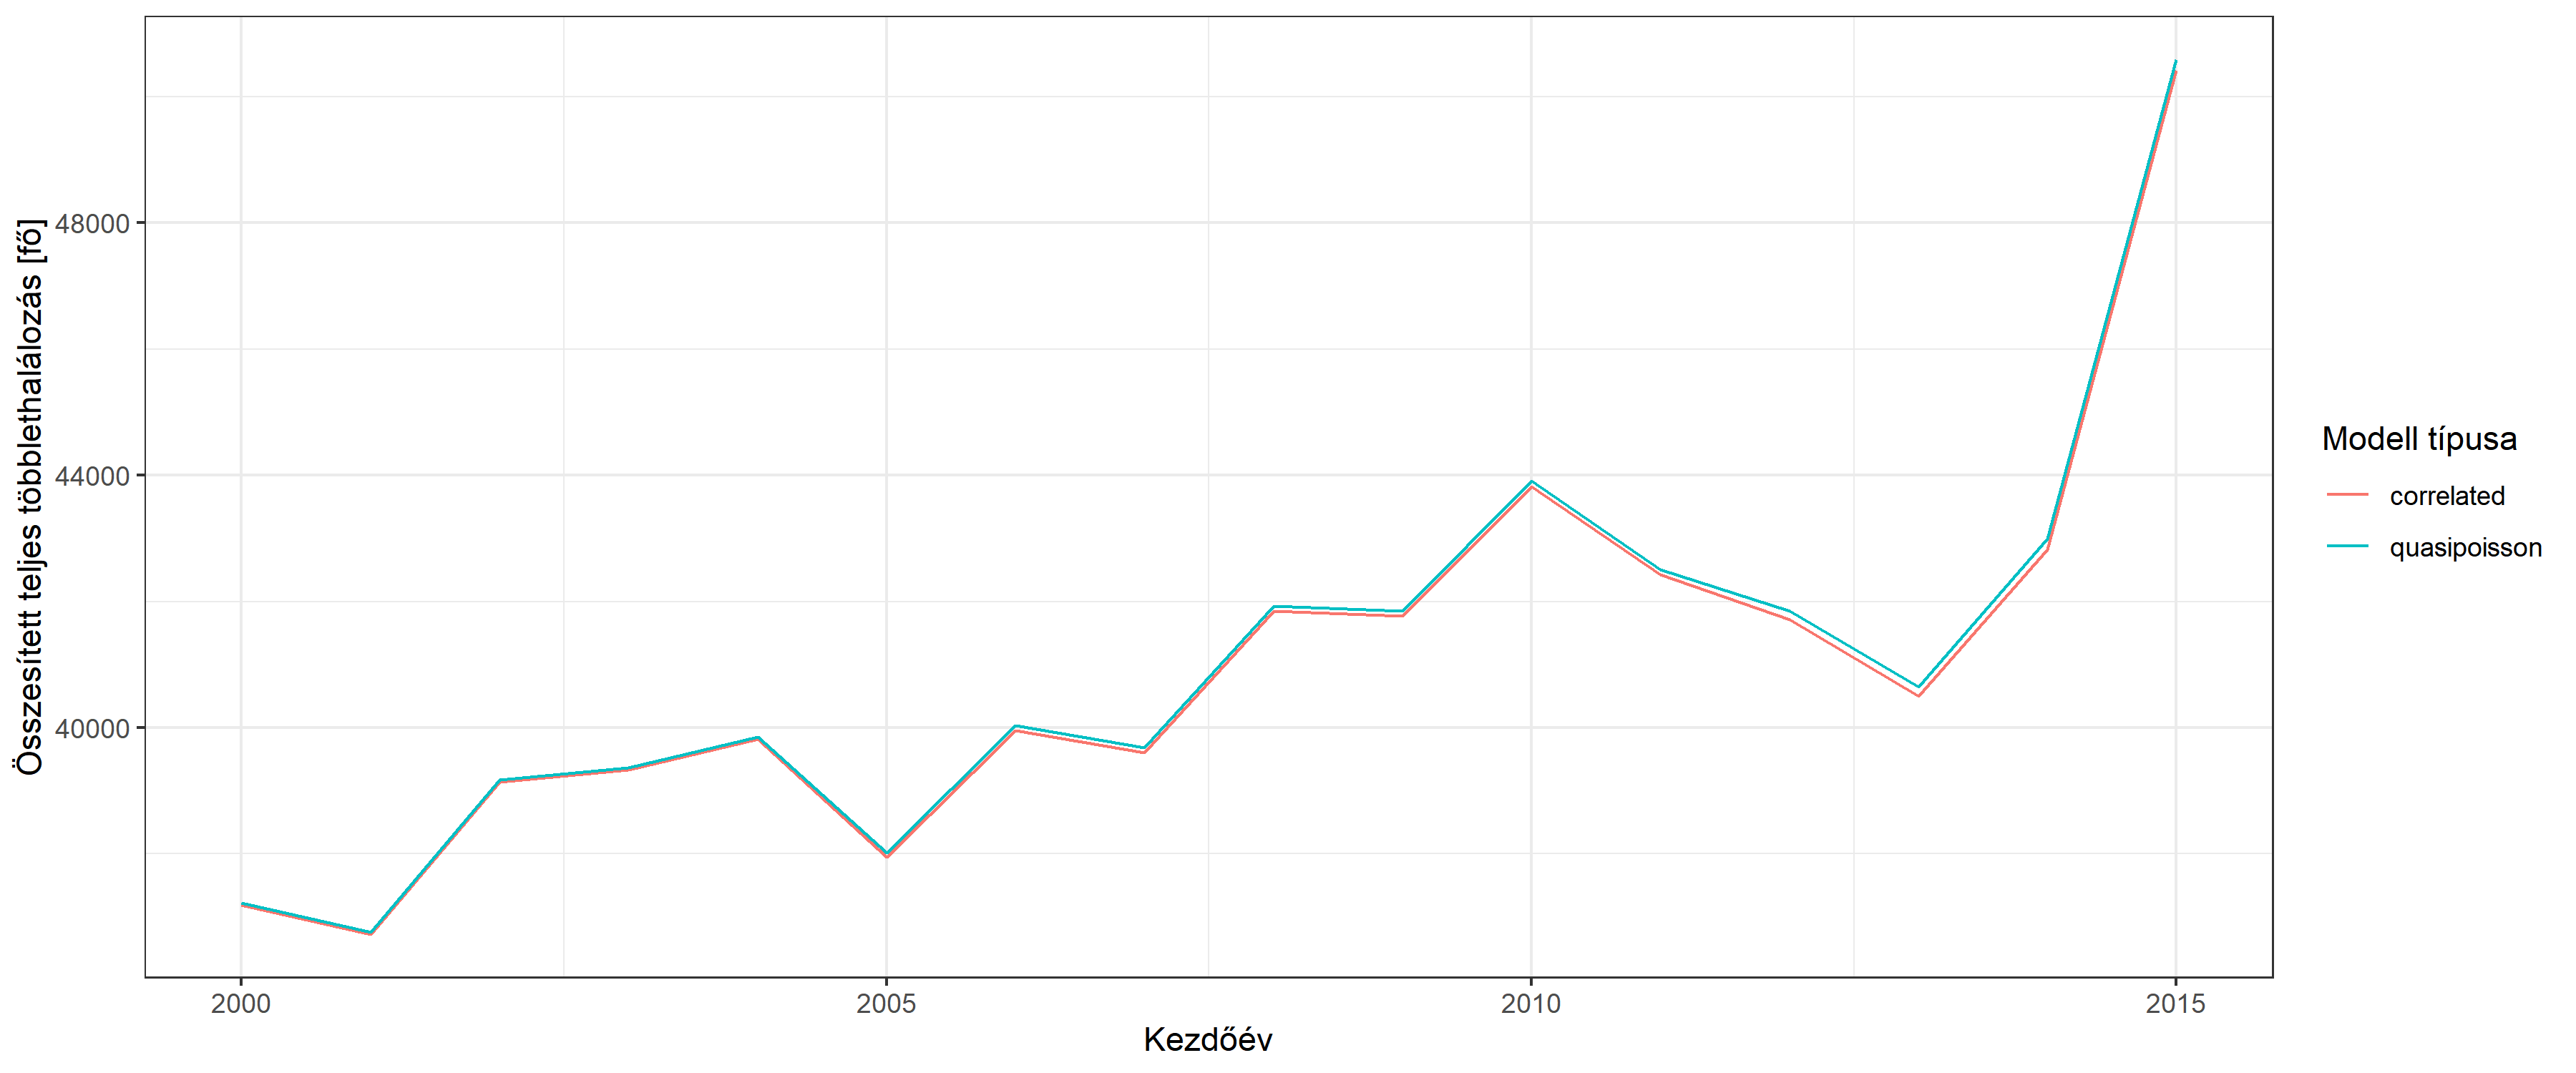 Összesített teljes többlethalálozás [fő]
48000
44000
40000
2000
2005
2010
2015
Kezdőév
Modell típusa
correlated
quasipoisson